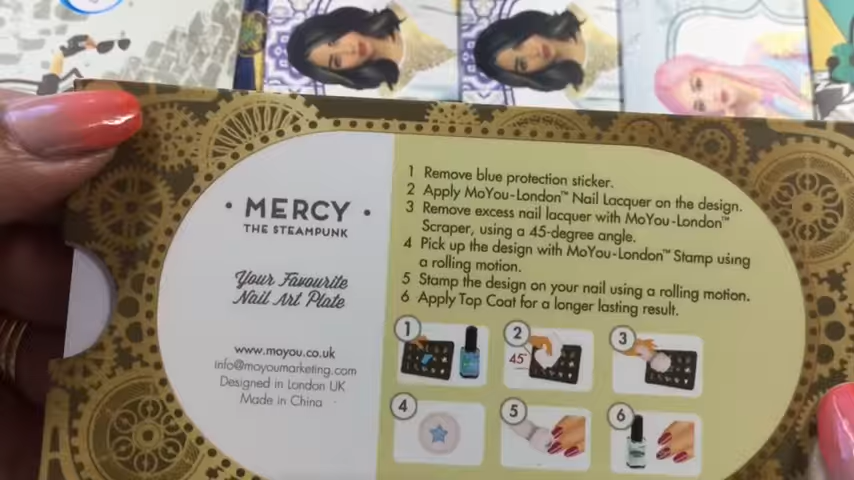 • MERCY •
THE STEAMPUNK
Your Favourite
Nail Art Plate
www.moyou.co.uk
info@moyoumarketing.com
Designed in London UK
Made in China
1 Remove blue protection sticker.
2 Apply MoYou-London™ Nail Lacquer on the design.
3 Remove excess nail lacquer with MoYou-London™
Scraper, using a 45-degree angle.
4 Pick up the design with MoYou-London™ Stamp using
a rolling motion.
5 Stamp the design on your nail using a rolling motion.
6 Apply Top Coat for a longer lasting result.
1
2
45°
3
4
5
6